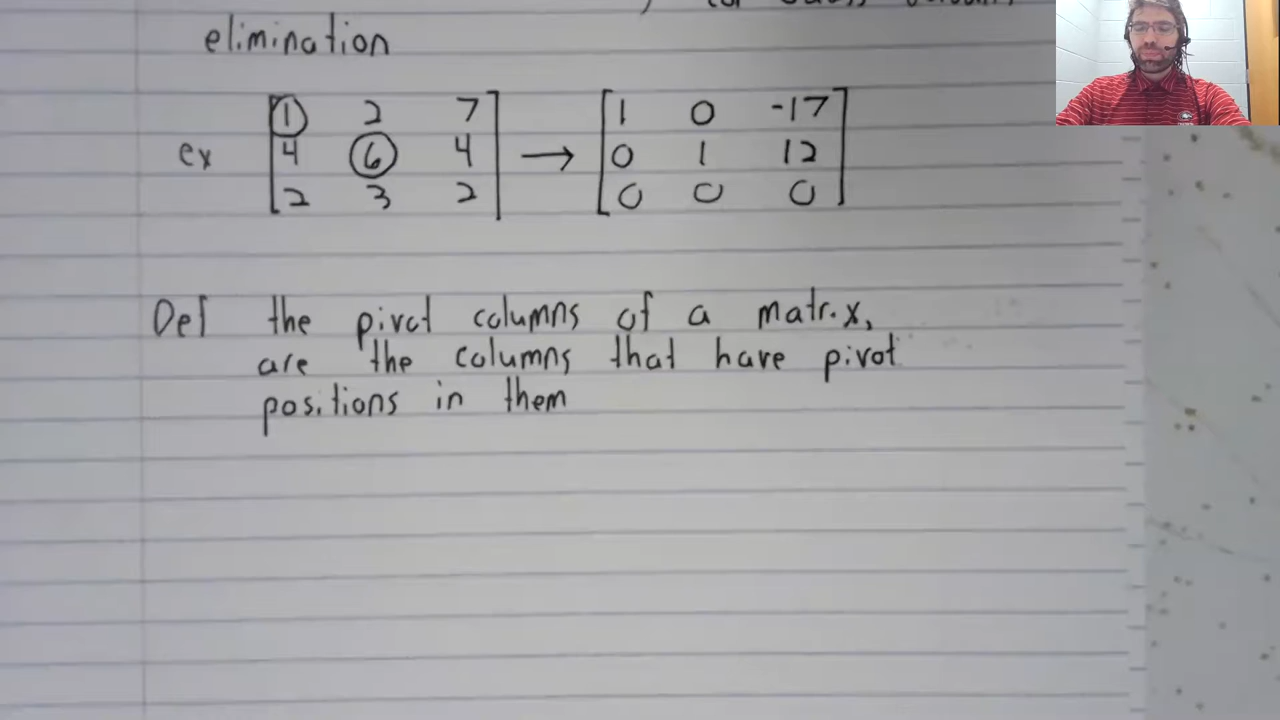 elimination
ex [1 2 7 → [1 0 -17
4 6 4 0 1 12
2 3 2] 0 0 0]
Def the pivot columns of a matrix,
are the columns that have pivot
positions in them